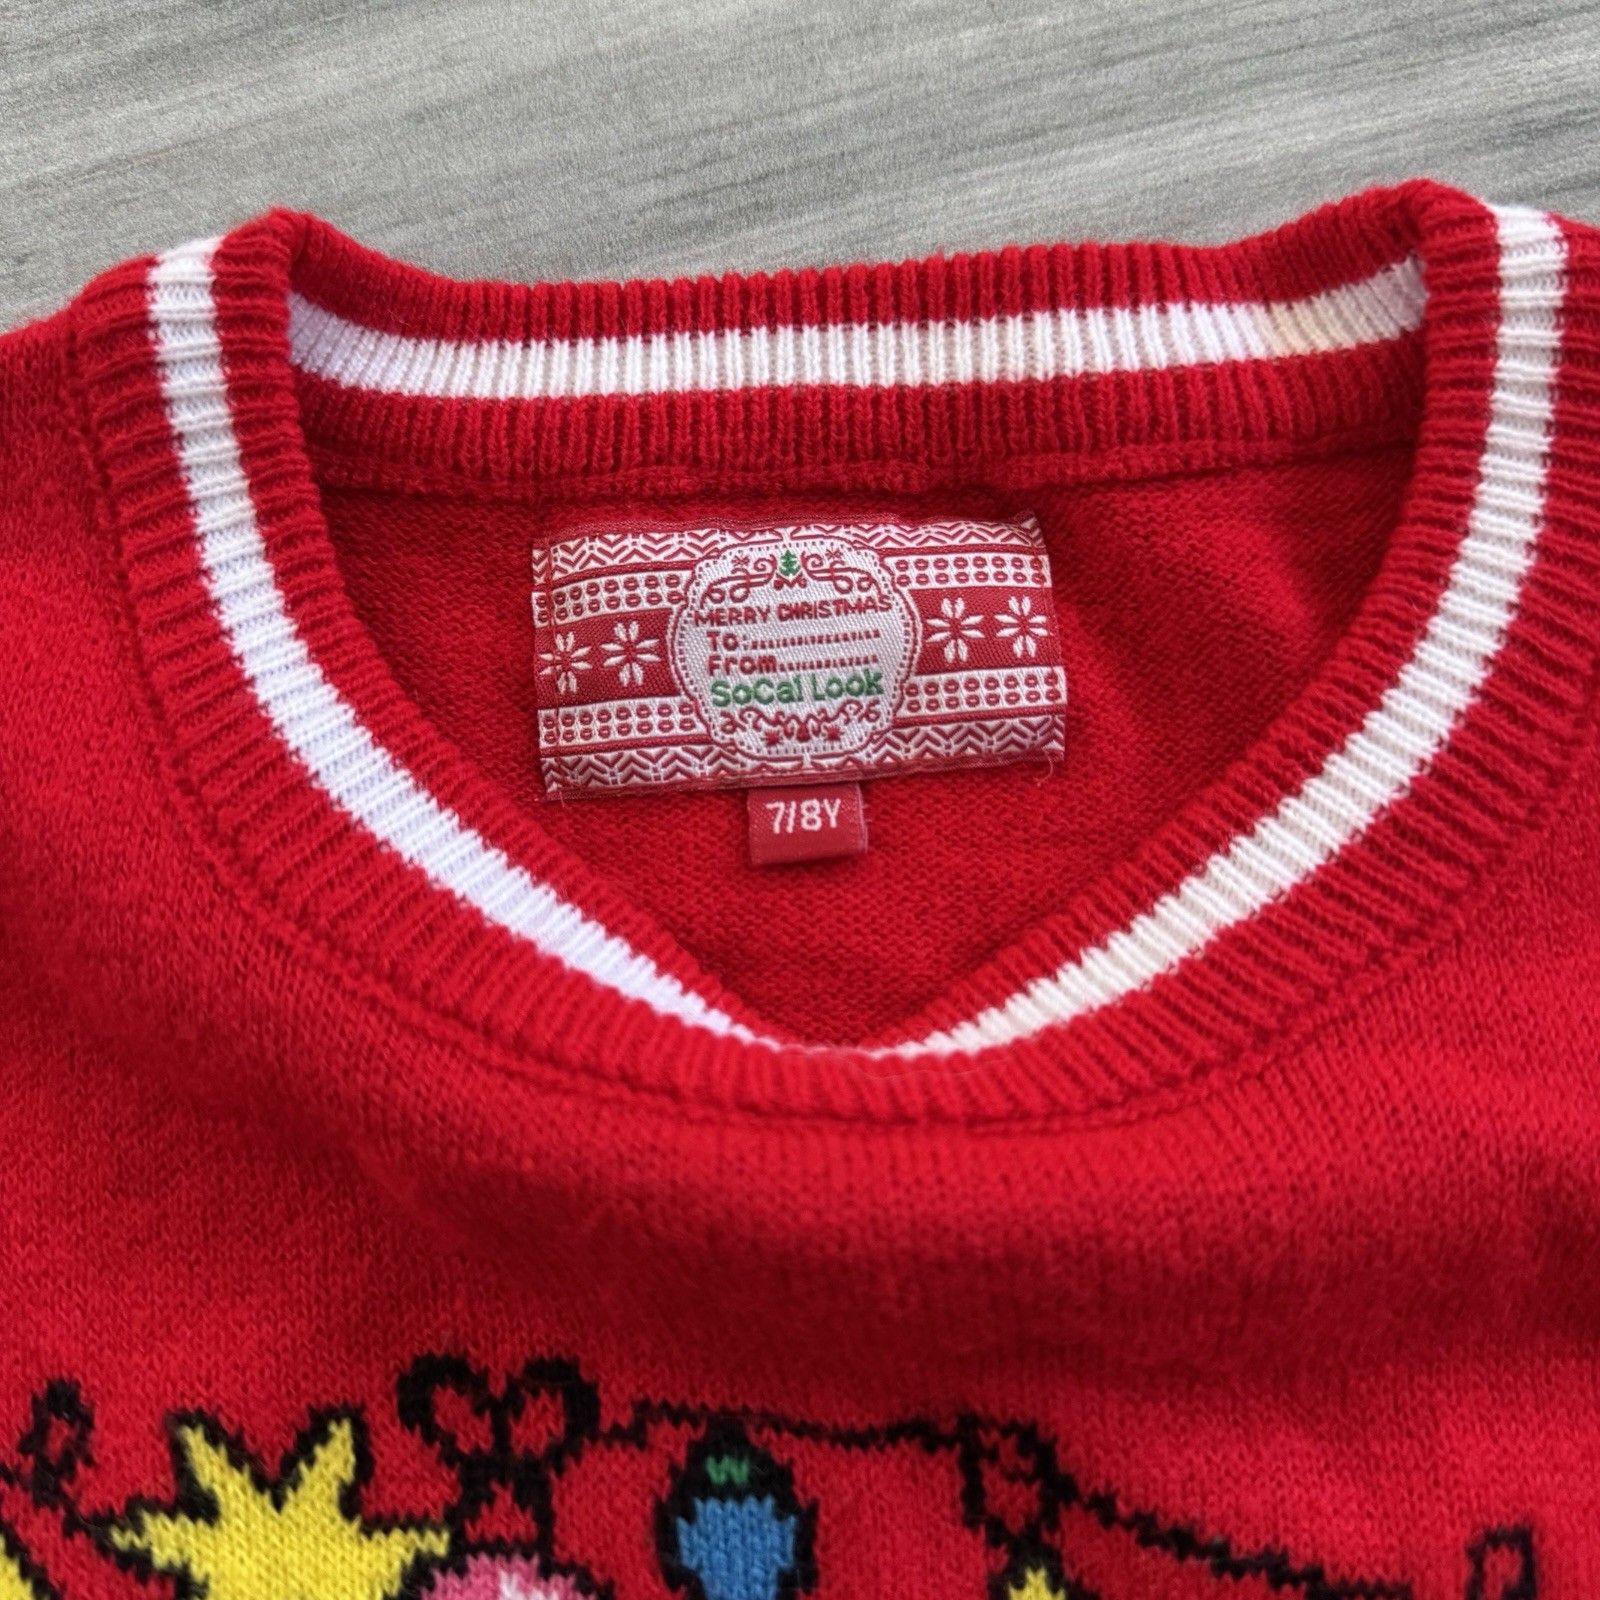 MERRY CHRISTMAS
To:
From
SoCal Look
7/8Y